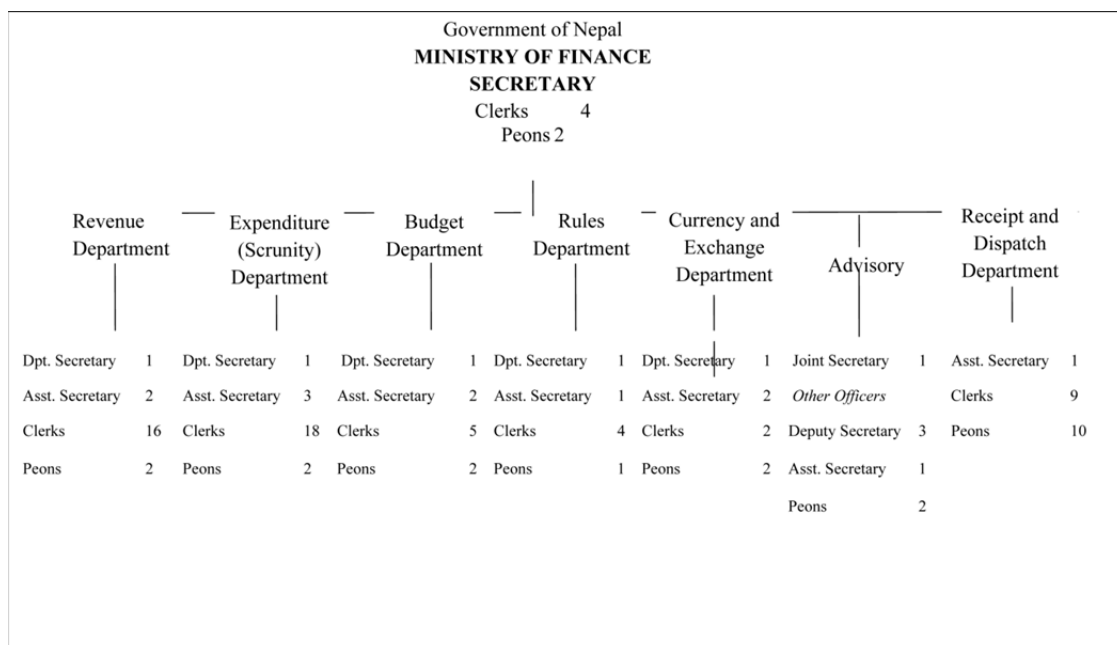 Government of Nepal
MINISTRY OF FINANCE
SECRETARY
Clerks 4
Peons 2
Revenue
Department
Expenditure
(Scrunity)
Department
Budget
Department
Rules
Department
Currency and
Exchange
Department
Advisory
Receipt and
Dispatch
Department
Dpt. Secretary 1
Asst. Secretary 2
Clerks 16
Peons 2
Dpt. Secretary 1
Asst. Secretary 3
Clerks 18
Peons 2
Dpt. Secretary 1
Asst. Secretary 2
Clerks 5
Peons 2
Dpt. Secretary 1
Asst. Secretary 1
Clerks 4
Peons 1
Dpt. Secretary 1
Asst. Secretary 2
Clerks 2
Peons 2
Joint Secretary 1
Other Officers
Deputy Secretary 3
Asst. Secretary 1
Peons 2
Asst. Secretary 1
Clerks 9
Peons 10